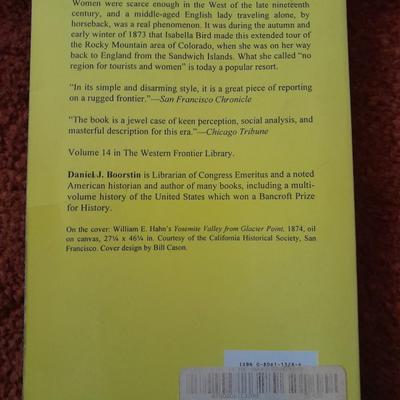 Women were scarce enough in the West of the late nineteenth
century, and a middle-aged English lady traveling alone, by
horseback, was a real phenomenon. It was during the autumn and
early winter of 1873 that Isabella Bird made this extended tour of
the Rocky Mountain area of Colorado, when she was on her way
back to England from the Sandwich Islands. What she called “no
region for tourists and women” is today a popular resort.
“In its simple and disarming style, it is a great piece of reporting
on a rugged frontier.”—San Francisco Chronicle
“The book is a jewel case of keen perception, social analysis, and
masterful description for this era.”—Chicago Tribune
Volume 14 in The Western Frontier Library.
Daniel J. Boorstin is Librarian of Congress Emeritus and a noted
American historian and author of many books, including a multi-
volume history of the United States which won a Bancroft Prize
for History.
On the cover: William E. Hahn's Yosemite Valley from Glacier Point, 1874, oil
on canvas, 27¼ x 46¼ in. Courtesy of the California Historical Society, San
Francisco. Cover design by Bill Cason.
ISBN 0-8061-1328-6